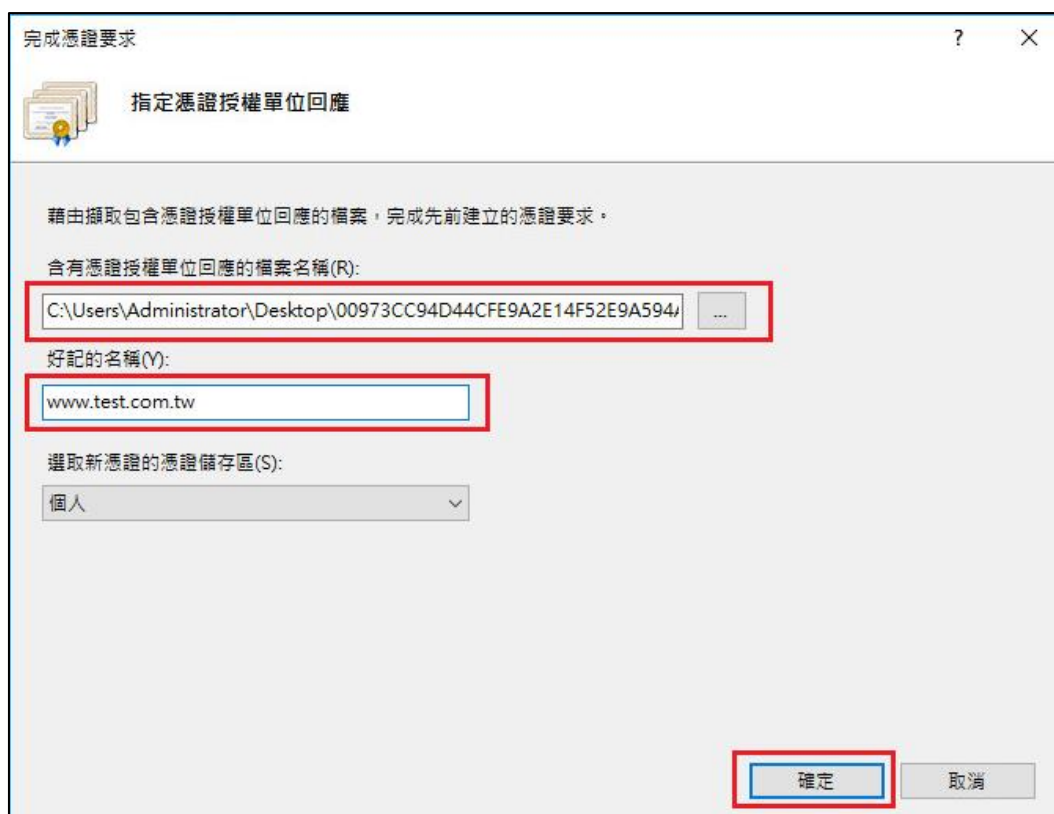 完成憑證要求
?
指定憑證授權單位回應
藉由擷取包含憑證授權單位回應的檔案，完成先前建立的憑證要求。
含有憑證授權單位回應的檔案名稱(R):
C:\Users\Administrator\Desktop\00973CC94D44CFE9A2E14F52E9A594
...
好記的名稱(Y):
www.test.com.tw
選取新憑證的憑證儲存區(S):
個人
確定
取消